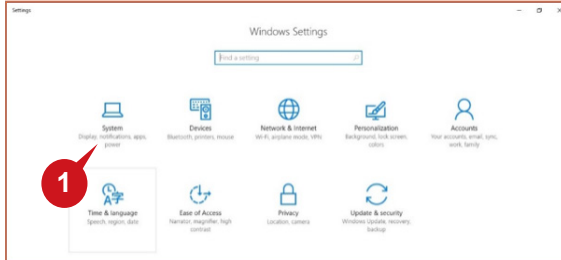 Settings
Windows Settings
Find a setting
System
Display, notifications, apps,
power
Devices
Bluetooth, printers, mouse
Network & Internet
Wi-Fi, airplane mode, VPN
Personalization
Background, lock screen,
colors
Accounts
Your accounts, email, sync,
work, family
1
Time & language
Speech, region, date
Ease of Access
Narrator, magnifier, high
contrast
Privacy
Location, camera
Update & security
Windows Update, recovery,
backup